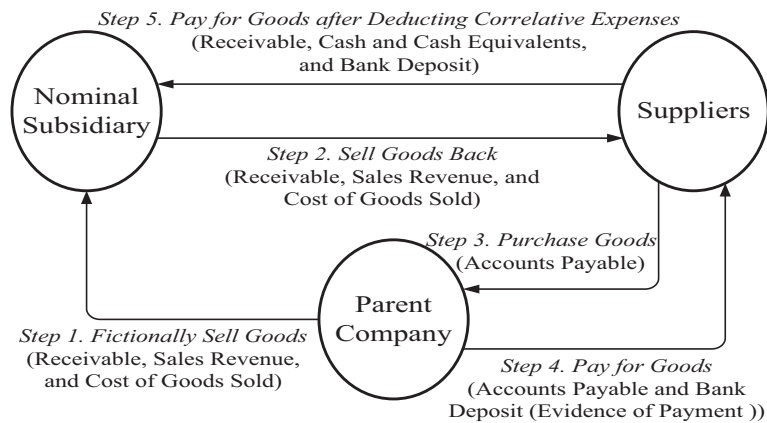 Step 5. Pay for Goods after Deducting Correlative Expenses
(Receivable, Cash and Cash Equivalents,
and Bank Deposit)
Nominal
Subsidiary
Suppliers
Step 2. Sell Goods Back
(Receivable, Sales Revenue, and
Cost of Goods Sold)
Step 3. Purchase Goods
(Accounts Payable)
Parent
Company
Step 1. Fictionally Sell Goods
(Receivable, Sales Revenue,
and Cost of Goods Sold)
Step 4. Pay for Goods
(Accounts Payable and Bank
Deposit (Evidence of Payment ))